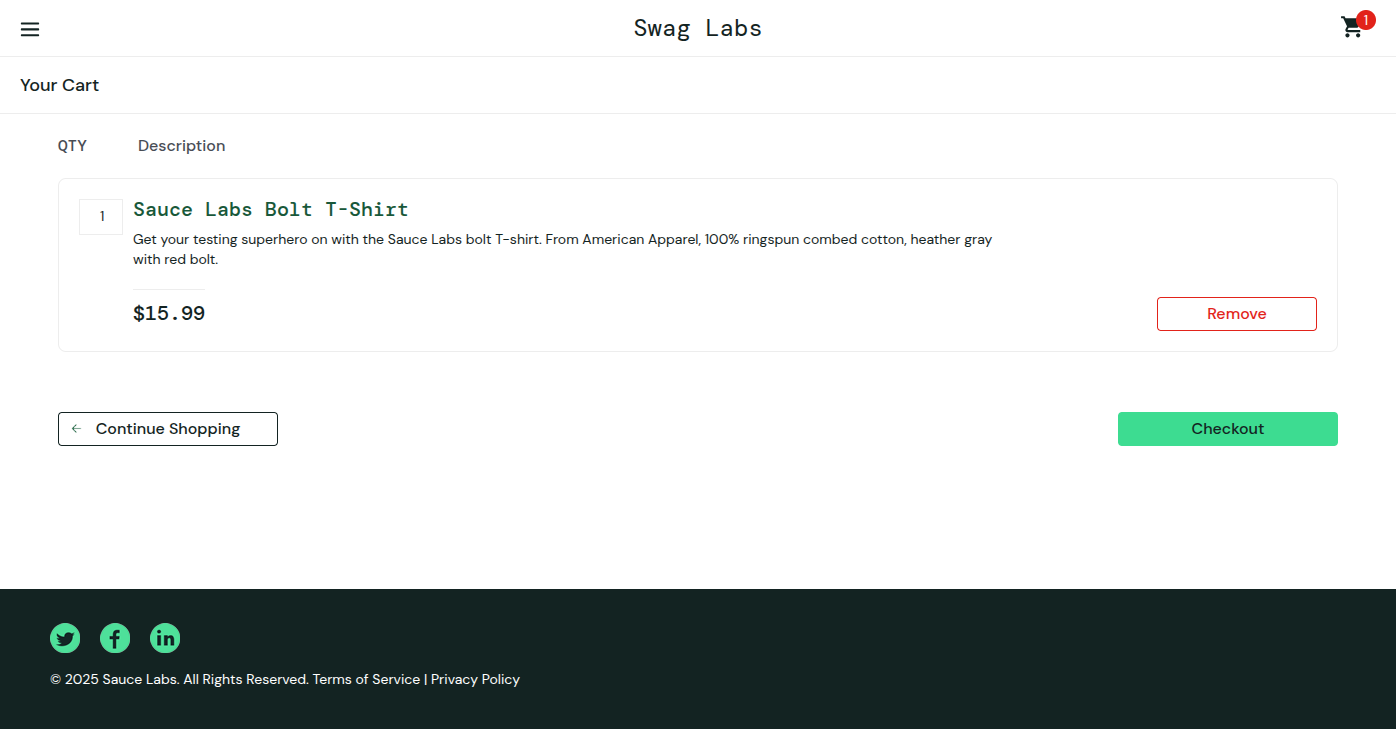 Swag Labs
1
Your Cart
QTY Description
1
Sauce Labs Bolt T-Shirt
Get your testing superhero on with the Sauce Labs bolt T-shirt. From American Apparel, 100% ringspun combed cotton, heather gray
with red bolt.
$15.99
Remove
Continue Shopping
Checkout
© 2025 Sauce Labs. All Rights Reserved. Terms of Service | Privacy Policy